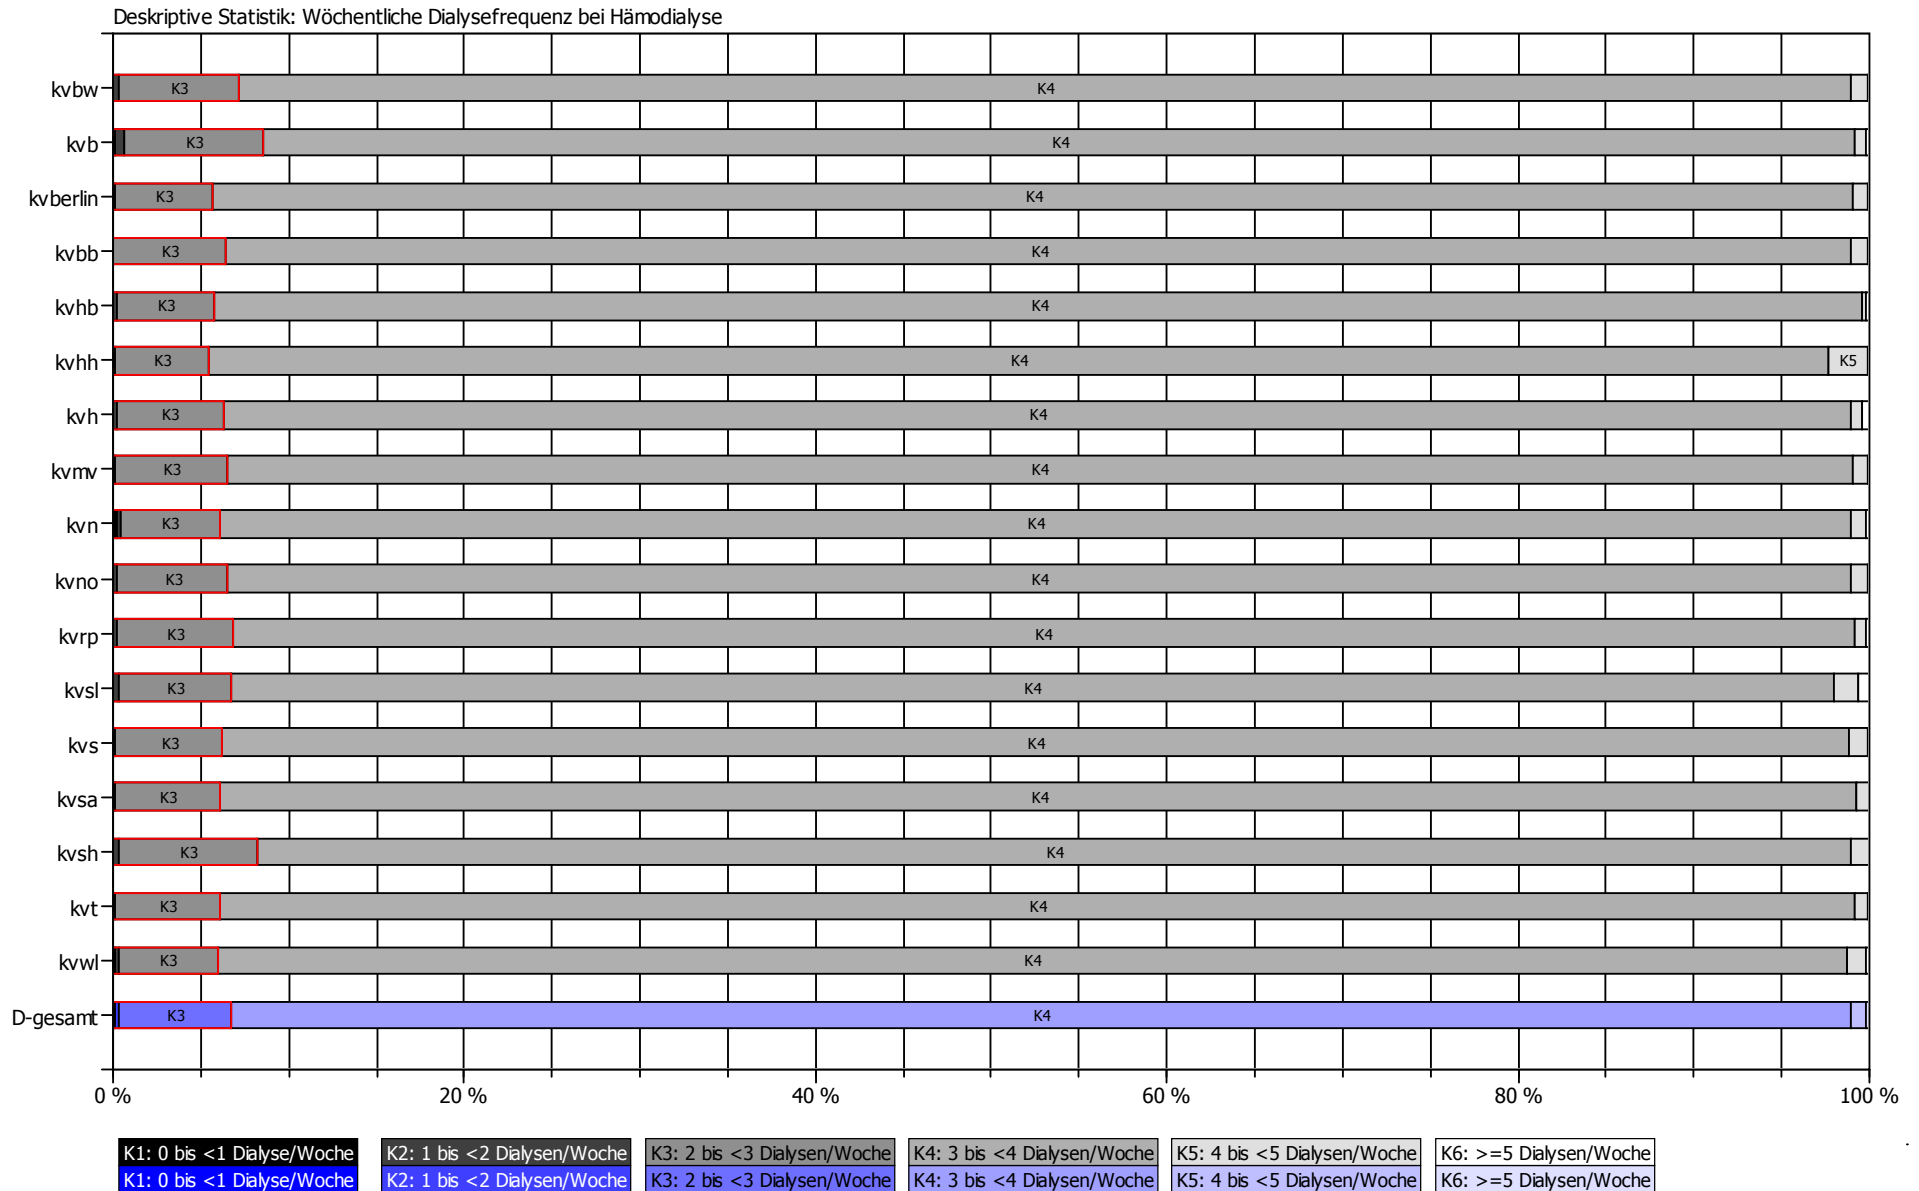 Deskriptive Statistik: Wöchentliche Dialysefrequenz bei Hämodialyse
kvbw K3 K4
kvb K3 K4
kvberlin K3 K4
kvbb K3 K4
kvhb K3 K4
kvhh K3 K4 K5
kvh K3 K4
kvmv K3 K4
kvn K3 K4
kvno K3 K4
kvrp K3 K4
kvsl K3 K4
kvs K3 K4
kvsa K3 K4
kvsh K3 K4
kvt K3 K4
kvwl K3 K4
D-gesamt K3 K4
0 % 20 % 40 % 60 % 80 % 100 %
K1: 0 bis <1 Dialyse/Woche K2: 1 bis <2 Dialysen/Woche K3: 2 bis <3 Dialysen/Woche K4: 3 bis <4 Dialysen/Woche K5: 4 bis <5 Dialysen/Woche K6: >=5 Dialysen/Woche
K1: 0 bis <1 Dialyse/Woche K2: 1 bis <2 Dialysen/Woche K3: 2 bis <3 Dialysen/Woche K4: 3 bis <4 Dialysen/Woche K5: 4 bis <5 Dialysen/Woche K6: >=5 Dialysen/Woche